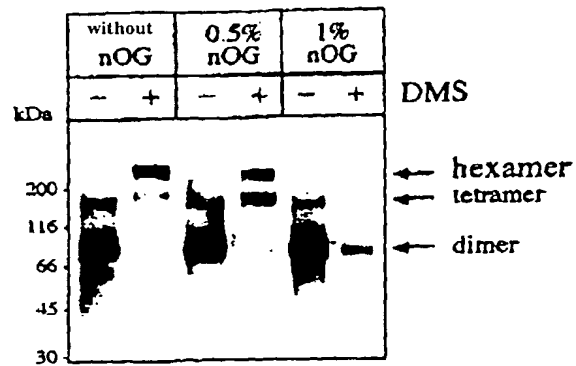 without nOG
0.5% nOG
1% nOG
− + − + − + DMS
kDa
hexamer
200
tetramer
116
dimer
66
45
30